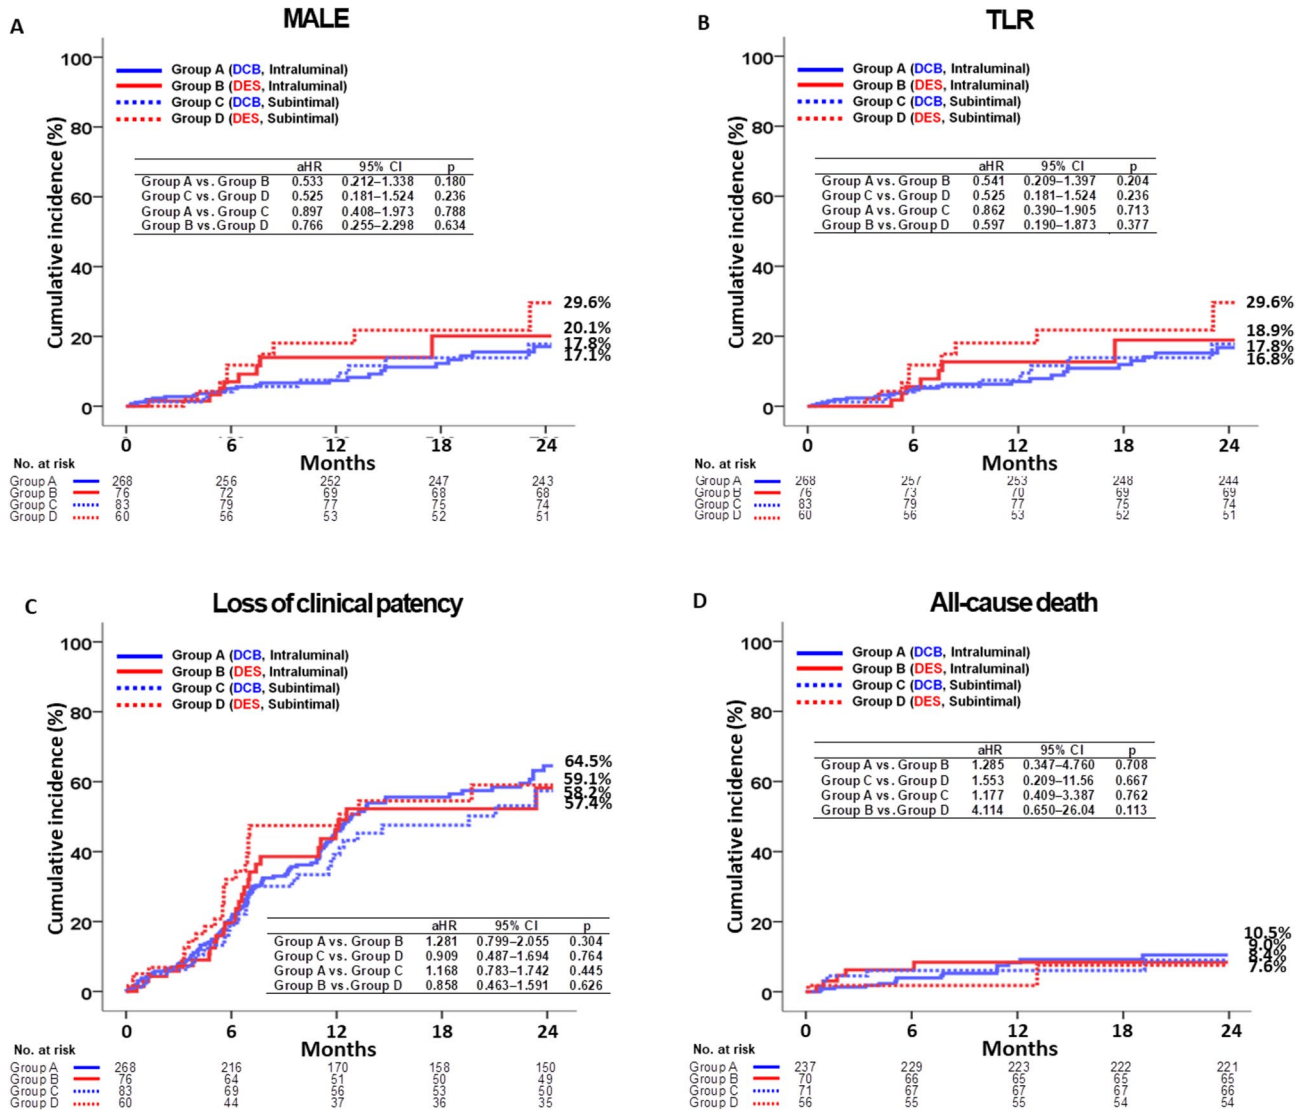 A
MALE
Group A (DCB, Intraluminal)
Group B (DES, Intraluminal)
Group C (DCB, Subintimal)
Group D (DES, Subintimal)
aHR 95% CI p
Group A vs. Group B 0.533 0.212–1.338 0.180
Group C vs. Group D 0.525 0.181–1.524 0.236
Group A vs. Group C 0.897 0.408–1.973 0.788
Group B vs. Group D 0.766 0.255–2.298 0.634
Cumulative incidence (%)
100
80
60
40
20
0
29.6%
20.1%
17.8%
17.1%
0 6 12 18 24
Months
No. at risk
Group A 268 256 252 247 243
Group B 76 72 69 68 68
Group C 83 79 77 75 74
Group D 60 56 53 52 51
B
TLR
Group A (DCB, Intraluminal)
Group B (DES, Intraluminal)
Group C (DCB, Subintimal)
Group D (DES, Subintimal)
aHR 95% CI p
Group A vs. Group B 0.541 0.209–1.397 0.204
Group C vs. Group D 0.525 0.181–1.524 0.236
Group A vs. Group C 0.862 0.390–1.905 0.713
Group B vs. Group D 0.597 0.190–1.873 0.377
Cumulative incidence (%)
100
80
60
40
20
0
29.6%
18.9%
17.8%
16.8%
0 6 12 18 24
Months
No. at risk
Group A 268 257 253 248 244
Group B 76 73 70 69 69
Group C 83 79 77 75 74
Group D 60 56 53 52 51
C
Loss of clinical patency
Group A (DCB, Intraluminal)
Group B (DES, Intraluminal)
Group C (DCB, Subintimal)
Group D (DES, Subintimal)
Cumulative incidence (%)
100
80
60
40
20
0
64.5%
59.1%
58.2%
57.4%
aHR 95% CI p
Group A vs. Group B 1.281 0.799–2.055 0.304
Group C vs. Group D 0.909 0.487–1.694 0.764
Group A vs. Group C 1.168 0.783–1.742 0.445
Group B vs. Group D 0.858 0.463–1.591 0.626
0 6 12 18 24
Months
No. at risk
Group A 268 216 170 158 150
Group B 76 64 51 50 49
Group C 83 69 56 53 50
Group D 60 44 37 36 35
D
All-cause death
Group A (DCB, Intraluminal)
Group B (DES, Intraluminal)
Group C (DCB, Subintimal)
Group D (DES, Subintimal)
aHR 95% CI p
Group A vs. Group B 1.285 0.347–4.760 0.708
Group C vs. Group D 1.553 0.209–11.56 0.667
Group A vs. Group C 1.177 0.409–3.387 0.762
Group B vs. Group D 4.114 0.650–26.04 0.113
Cumulative incidence (%)
100
80
60
40
20
0
10.5%
9.0%
8.4%
7.6%
0 6 12 18 24
Months
No. at risk
Group A 237 229 223 222 221
Group B 70 66 65 65 65
Group C 71 67 67 67 66
Group D 56 55 55 54 54